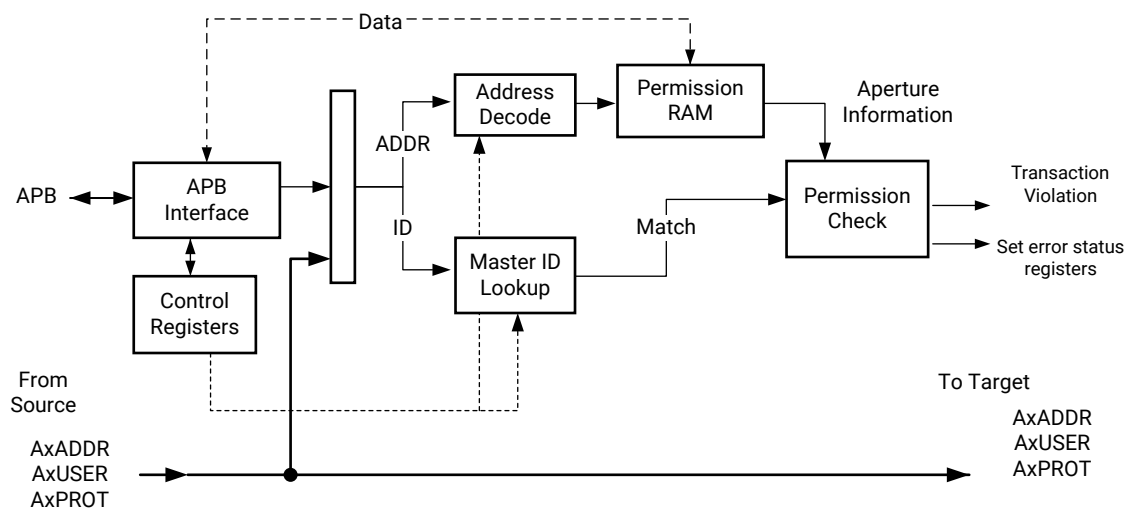 Data
Address
Decode
Permission
RAM
Aperture
Information
ADDR
APB
APB
Interface
ID
Master ID
Lookup
Match
Permission
Check
Transaction
Violation
Set error status
registers
Control
Registers
From
Source
To Target
AxADDR
AxUSER
AxPROT
AxADDR
AxUSER
AxPROT